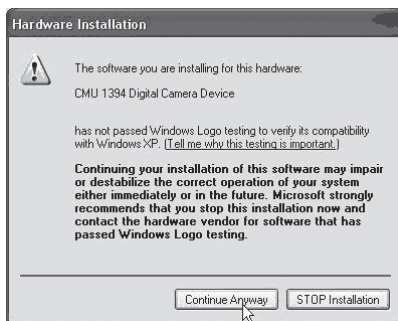 Hardware Installation
The software you are installing for this hardware:
CMU 1394 Digital Camera Device
has not passed Windows Logo testing to verify its compatibility
with Windows XP. (Tell me why this testing is important.)
Continuing your installation of this software may impair
or destabilize the correct operation of your system
either immediately or in the future. Microsoft strongly
recommends that you stop this installation now and
contact the hardware vendor for software that has
passed Windows Logo testing.
Continue Anyway
STOP Installation